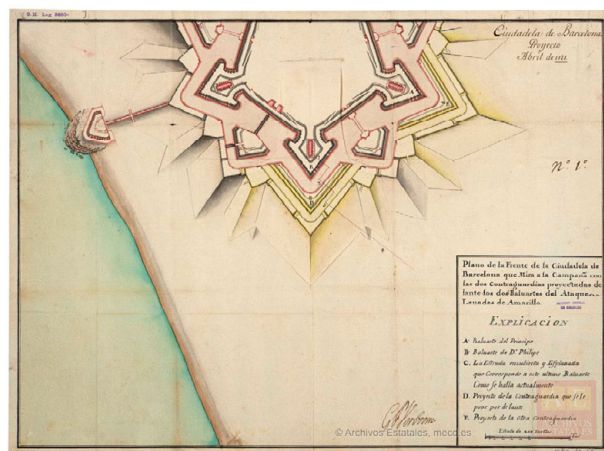 S.H. Leg
Ciudadela de Barcelona
Proyecto
Abril de
Nº 1º
Plano de la Frente de la Ciudadela de
Barcelona que Mira a la Campaña con
las dos Contraguardias proyectadas de
lante los dos Baluartes del Ataque
Lauadas de Amarillo.
EXPLICACION
A Baluarte del Principe
B Baluarte de Dn Phelipe
C. La Estrada encubierta y Esplanada
que Corresponde a este ultimo Baluarte
Como se halla actualmente
D. Proyecto de la Contraguardia que se le
pone por delante
Proyecto de la otra Contraguardia
© Archivos Estatales, mecd.es